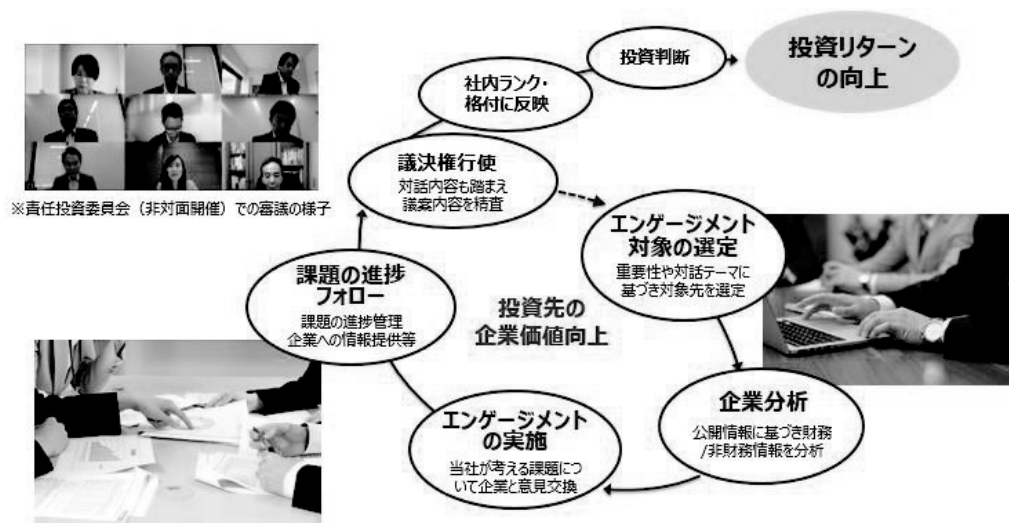 投資リターン
の向上
投資判断
社内ランク・
格付に反映
議決権行使
対話内容も踏まえ
議案内容を精査
※責任投資委員会（非対面開催）での審議の様子
エンゲージメント
対象の選定
重要性や対話テーマに
基づき対象先を選定
課題の進捗
フォロー
課題の進捗管理
企業への情報提供等
投資先の
企業価値向上
企業分析
公開情報に基づき財務
/非財務情報を分析
エンゲージメント
の実施
当社が考える課題につ
いて企業と意見交換